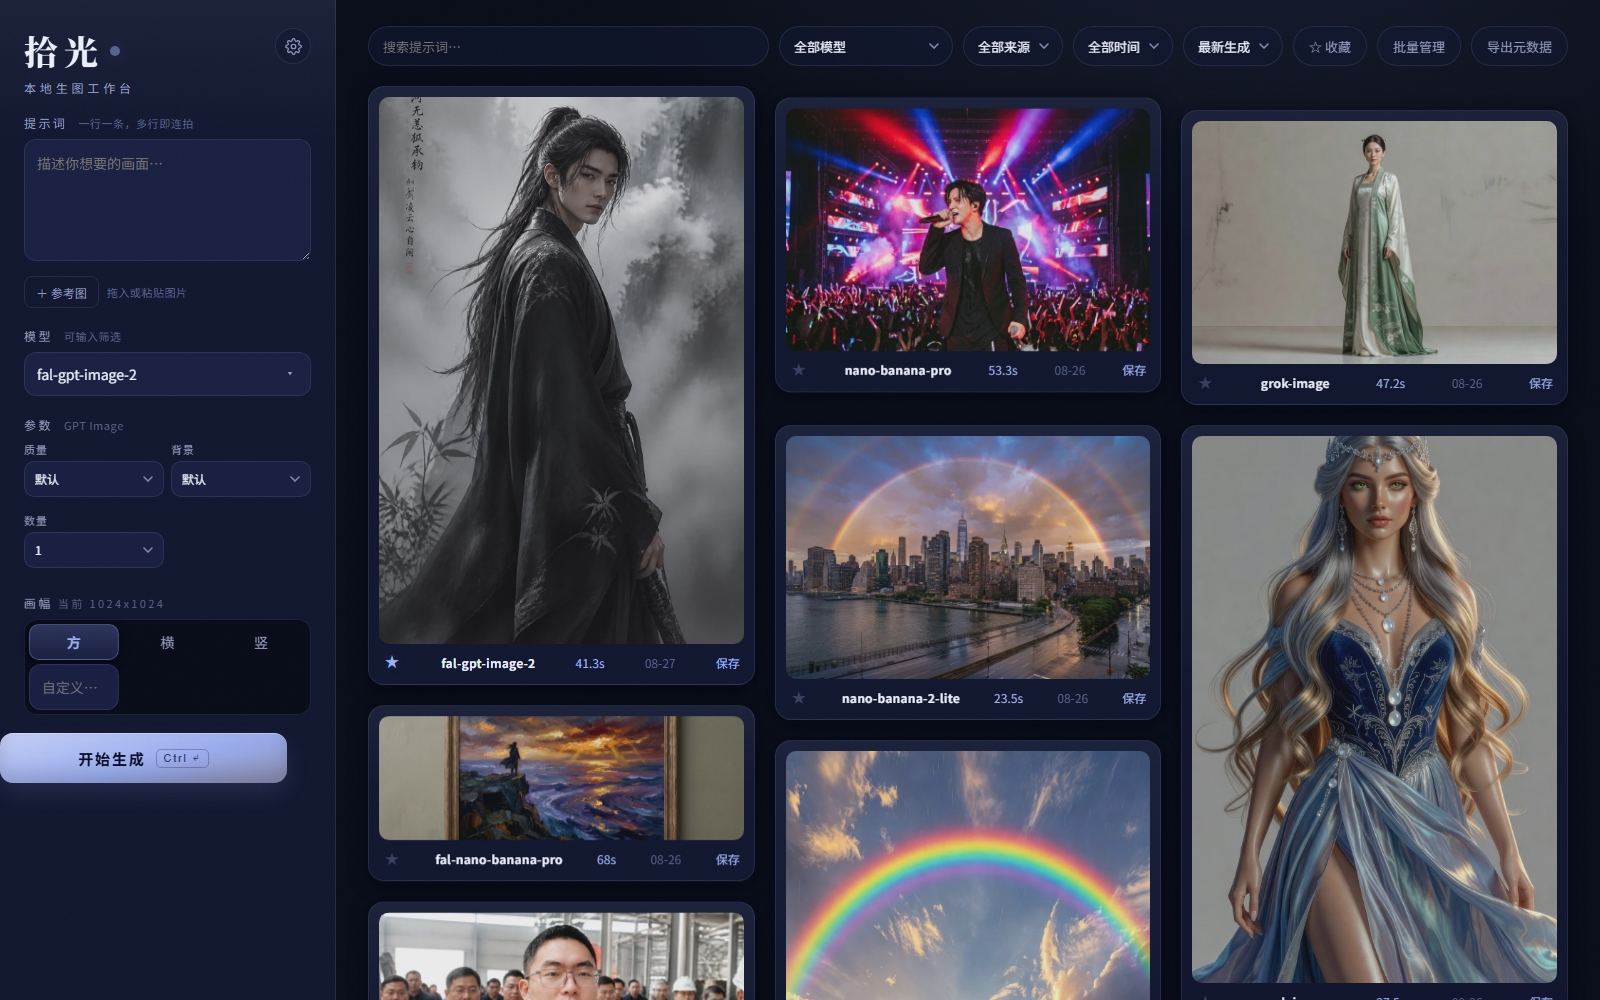 拾光
本地生图工作台
提示词 一行一条，多行即连拍
描述你想要的画面…
＋ 参考图 拖入或粘贴图片
模型 可输入筛选
fal-gpt-image-2
参数 GPT Image
质量 背景
默认 默认
数量
1
画幅 当前 1024x1024
方 横 竖
自定义…
开始生成 Ctrl ↵
搜索提示词… 全部模型 全部来源 全部时间 最新生成 ☆ 收藏 批量管理 导出元数据
★ fal-gpt-image-2 41.3s 08-27 保存
★ fal-nano-banana-pro 68s 08-26 保存
★ nano-banana-pro 53.3s 08-26 保存
★ nano-banana-2-lite 23.5s 08-26 保存
★ grok-image 47.2s 08-26 保存